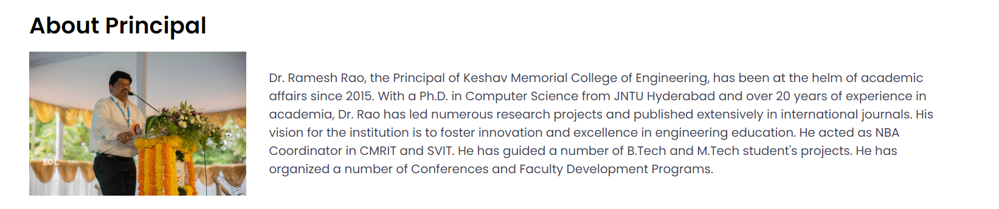 About Principal
Dr. Ramesh Rao, the Principal of Keshav Memorial College of Engineering, has been at the helm of academic
affairs since 2015. With a Ph.D. in Computer Science from JNTU Hyderabad and over 20 years of experience in
academia, Dr. Rao has led numerous research projects and published extensively in international journals. His
vision for the institution is to foster innovation and excellence in engineering education. He acted as NBA
Coordinator in CMRIT and SVIT. He has guided a number of B.Tech and M.Tech student's projects. He has
organized a number of Conferences and Faculty Development Programs.